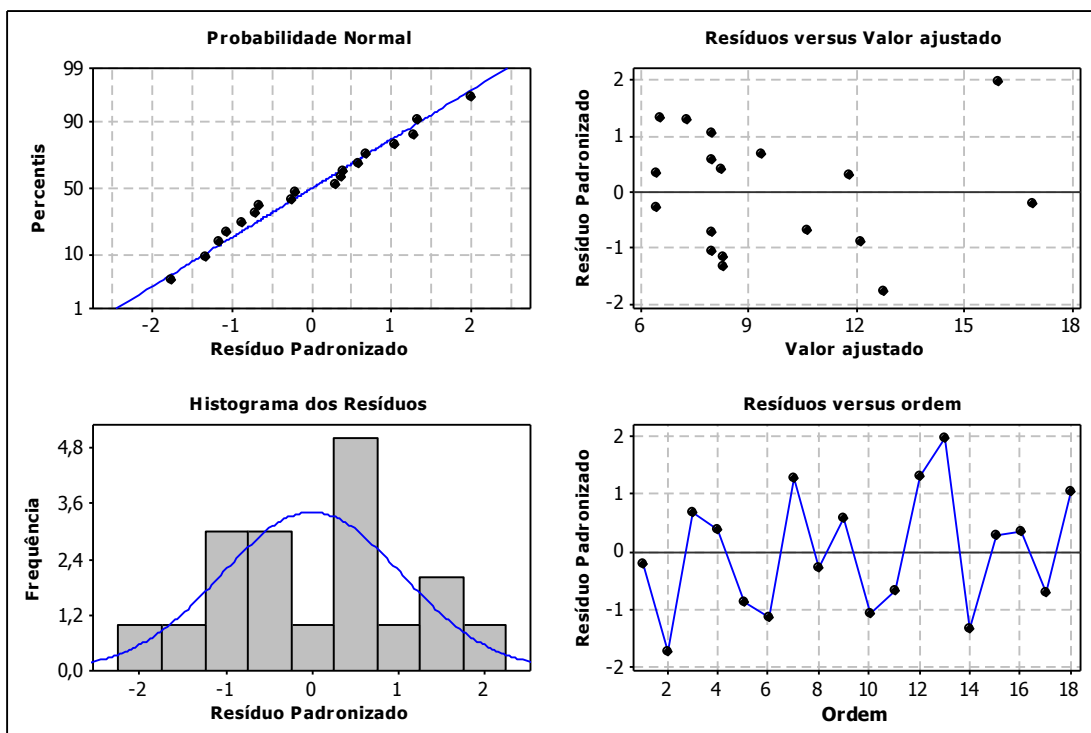 Probabilidade Normal
99
90
50
10
1
Percentis
-2 -1 0 1 2
Resíduo Padronizado
Resíduos versus Valor ajustado
2
1
0
-1
-2
Resíduo Padronizado
6 9 12 15 18
Valor ajustado
Histograma dos Resíduos
4,8
3,6
2,4
1,2
0,0
Frequência
-2 -1 0 1 2
Resíduo Padronizado
Resíduos versus ordem
2
1
0
-1
-2
Resíduo Padronizado
2 4 6 8 10 12 14 16 18
Ordem